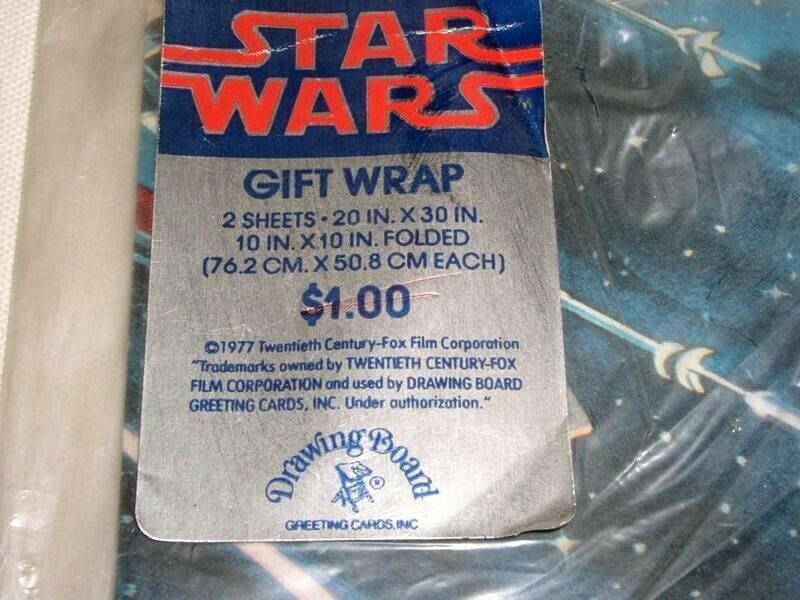 STAR
WARS
GIFT WRAP
2 SHEETS • 20 IN. X 30 IN.
10 IN. X 10 IN. FOLDED
(76.2 CM. X 50.8 CM EACH)
$1.00
©1977 Twentieth Century-Fox Film Corporation
"Trademarks owned by TWENTIETH CENTURY-FOX
FILM CORPORATION and used by DRAWING BOARD
GREETING CARDS, INC. Under authorization."
Drawing Board
®
GREETING CARDS, INC